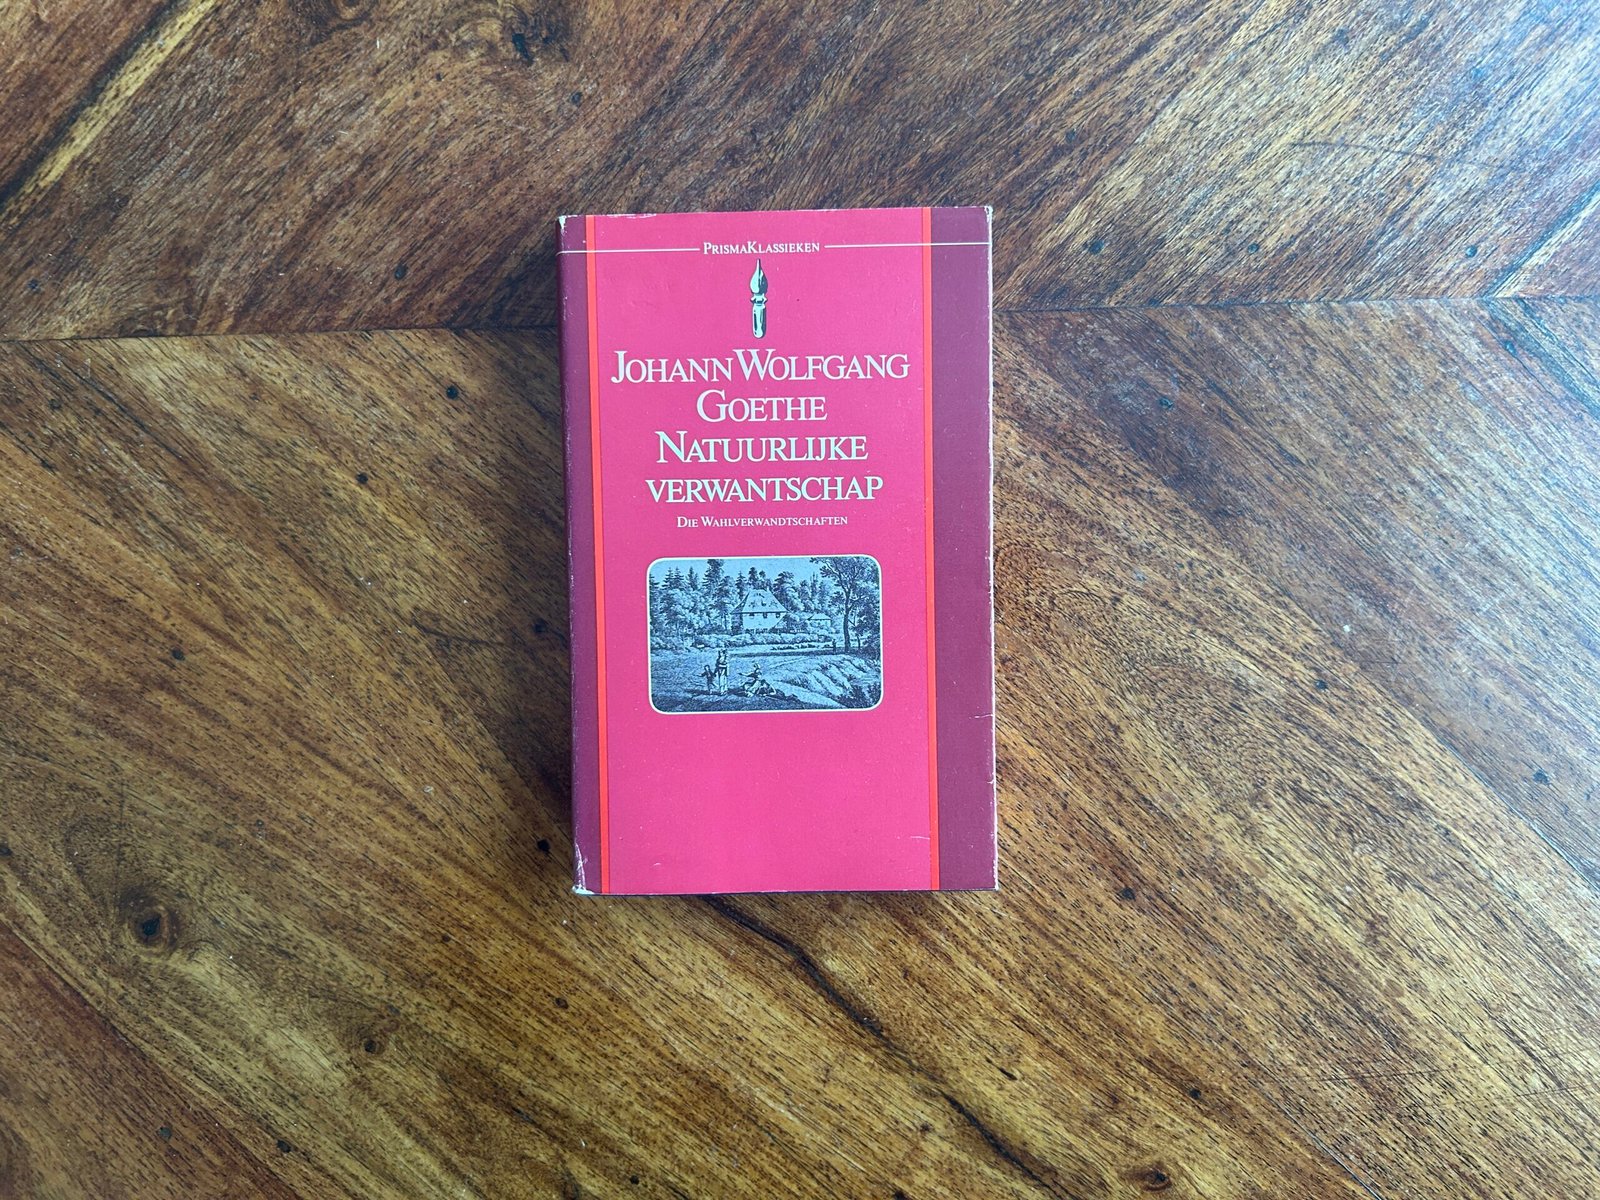 PrismaKlassieken
Johann Wolfgang
Goethe
Natuurlijke
verwantschap
Die Wahlverwandtschaften